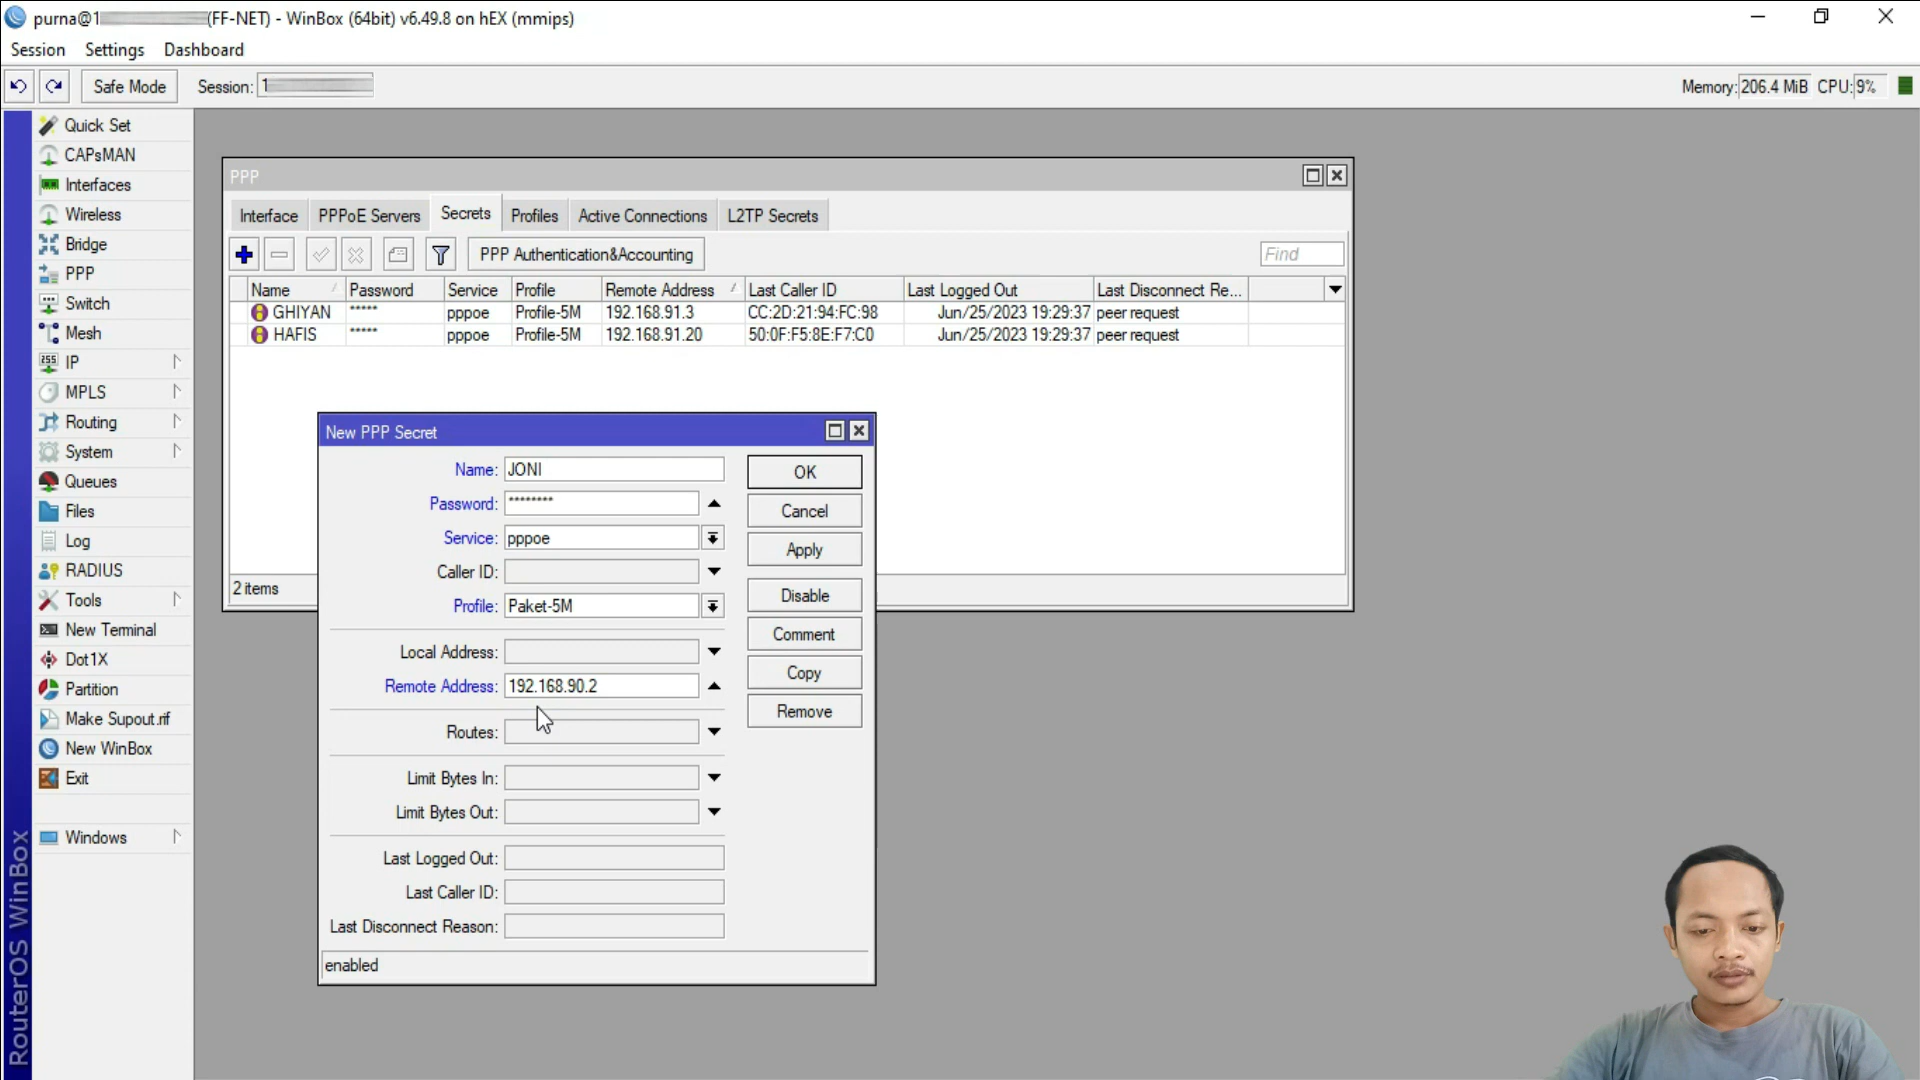 purna@1 (FF-NET) - WinBox (64bit) v6.49.8 on hEX (mmips)
Session Settings Dashboard
Safe Mode Session: 1 Memory: 206.4 MiB CPU: 9%
Quick Set
CAPsMAN
Interfaces
Wireless
Bridge
PPP
Switch
Mesh
IP
MPLS
Routing
System
Queues
Files
Log
RADIUS
Tools
New Terminal
Dot1X
Partition
Make Supout.rif
New WinBox
Exit
Windows
RouterOS WinBox
PPP
Interface PPPoE Servers Secrets Profiles Active Connections L2TP Secrets
PPP Authentication&Accounting Find
Name Password Service Profile Remote Address Last Caller ID Last Logged Out Last Disconnect Re...
GHIYAN ***** pppoe Profile-5M 192.168.91.3 CC:2D:21:94:FC:98 Jun/25/2023 19:29:37 peer request
HAFIS ***** pppoe Profile-5M 192.168.91.20 50:0F:F5:8E:F7:C0 Jun/25/2023 19:29:37 peer request
2 items
New PPP Secret
Name: JONI
Password: ********
Service: pppoe
Caller ID:
Profile: Paket-5M
Local Address:
Remote Address: 192.168.90.2
Routes:
Limit Bytes In:
Limit Bytes Out:
Last Logged Out:
Last Caller ID:
Last Disconnect Reason:
enabled
OK
Cancel
Apply
Disable
Comment
Copy
Remove